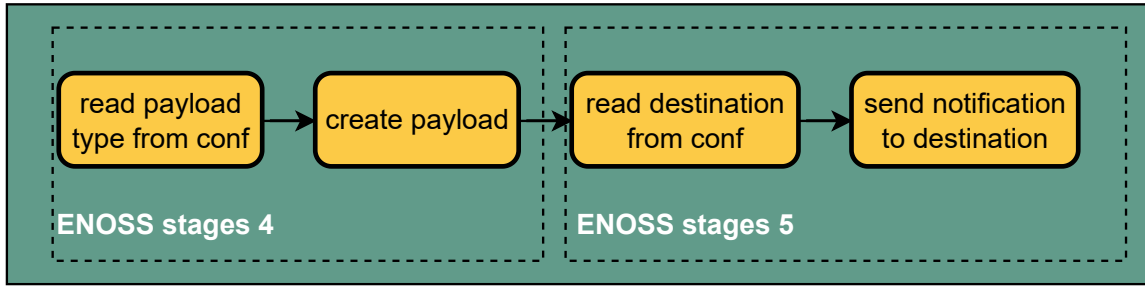 read payload
type from conf
create payload
read destination
from conf
send notification
to destination
ENOSS stages 4
ENOSS stages 5